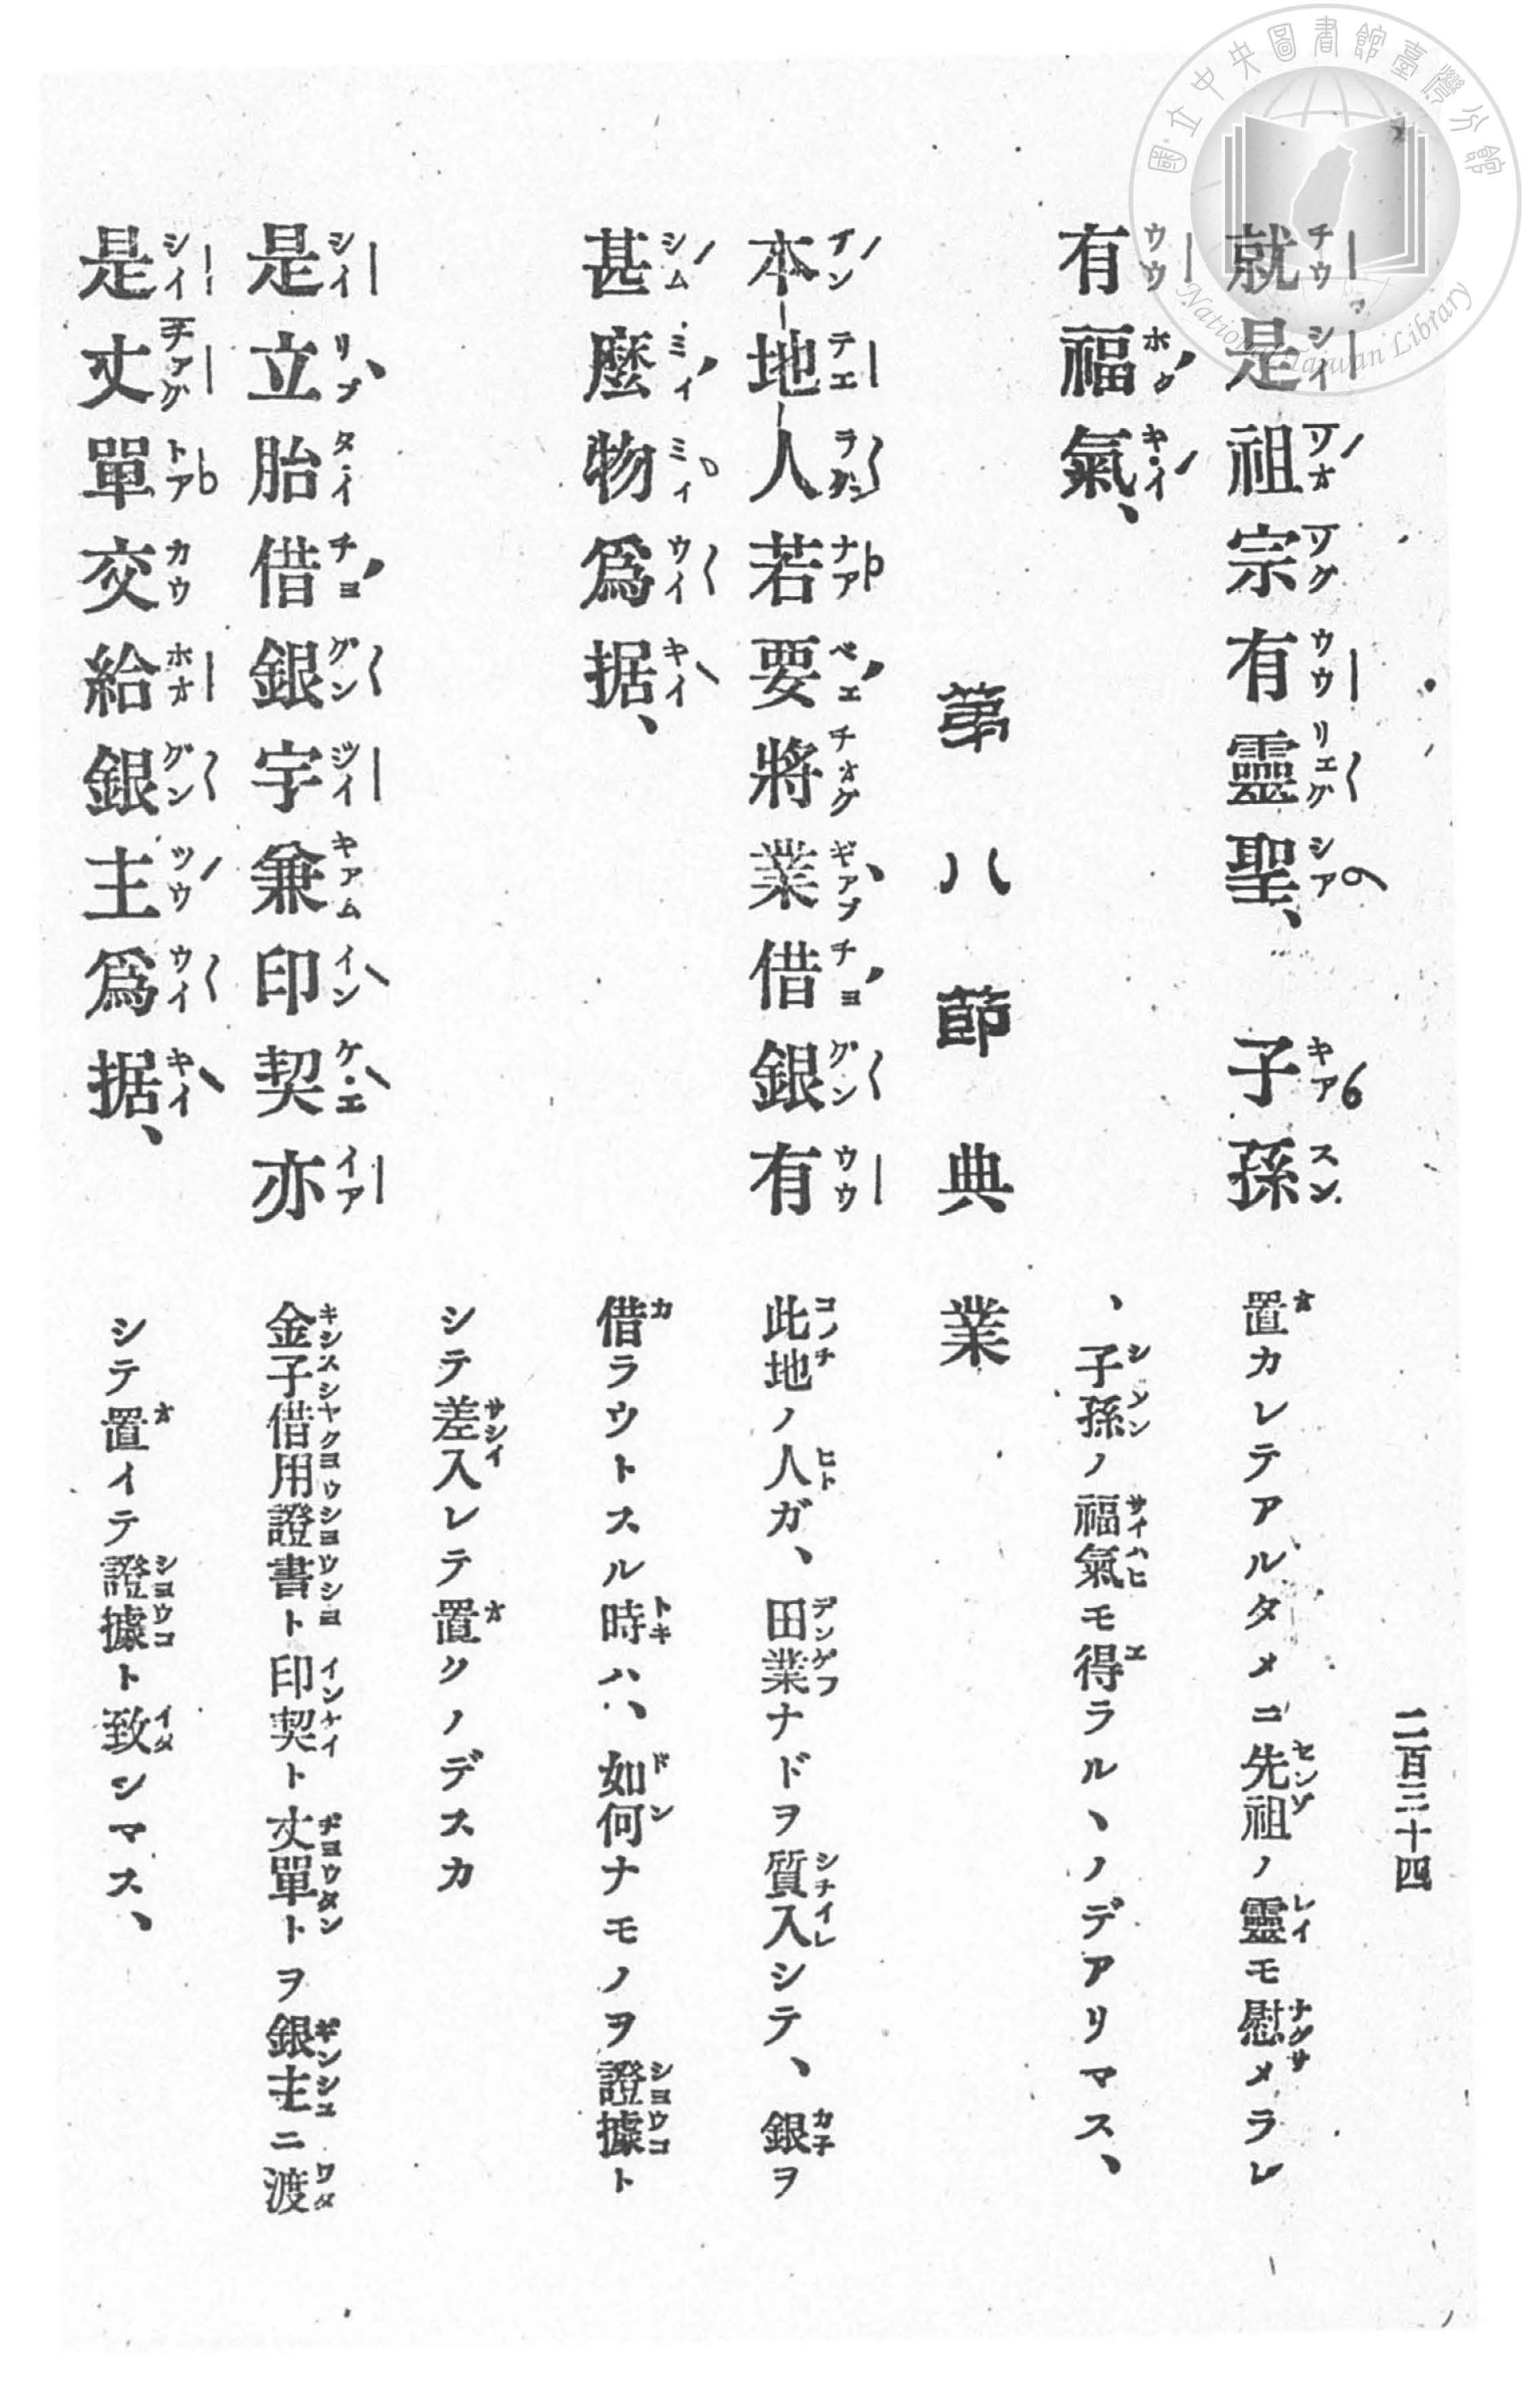 國立中央圖書館臺灣分館
National Taiwan Library
二百三十四
就是祖宗有靈聖、 子孫
置カレテアルタメニ先祖ノ靈モ慰メラレ
有福氣、
、子孫ノ福氣モ得ラルヽノデアリマス、
第八節 典業
本地人若要將業借銀有
此地ノ人ガ、田業ナドヲ質入シテ、銀ヲ
甚麼物爲据、
借ラウトスル時ハ、如何ナモノヲ證據ト
シテ差入レテ置クノデスカ
是立胎借銀字兼印契亦
金子借用證書ト印契ト丈單トヲ銀主ニ渡
是丈單交給銀主爲据、
シテ置イテ證據ト致シマス、